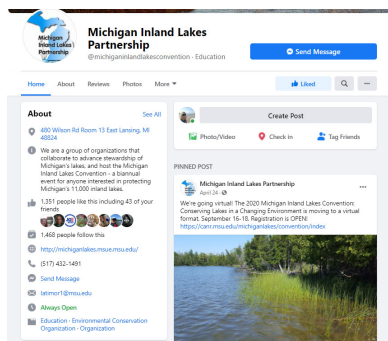 Michigan
Inland Lakes
Partnership
Michigan Inland Lakes
Partnership
@michiganinlandlakesconvention · Education
Send Message
Home About Reviews Photos More
Liked
About See All
480 Wilson Rd Room 13 East Lansing, MI
48824
We are a group of organizations that
collaborate to advance stewardship of
Michigan's lakes, and host the Michigan
Inland Lakes Convention - a biannual
event for anyone interested in protecting
Michigan's 11,000 inland lakes.
1,351 people like this including 43 of your
friends
1,468 people follow this
http://michiganlakes.msue.msu.edu/
(517) 432-1491
Send Message
latimor1@msu.edu
Always Open
Education · Environmental Conservation
Organization · Organization
Create Post
Photo/Video Check in Tag Friends
PINNED POST
Michigan Inland Lakes Partnership
April 24 ·
We're going virtual! The 2020 Michigan Inland Lakes Convention:
Conserving Lakes in a Changing Environment is moving to a virtual
format, September 16-18. Registration is OPEN!
https://canr.msu.edu/michiganlakes/convention/index